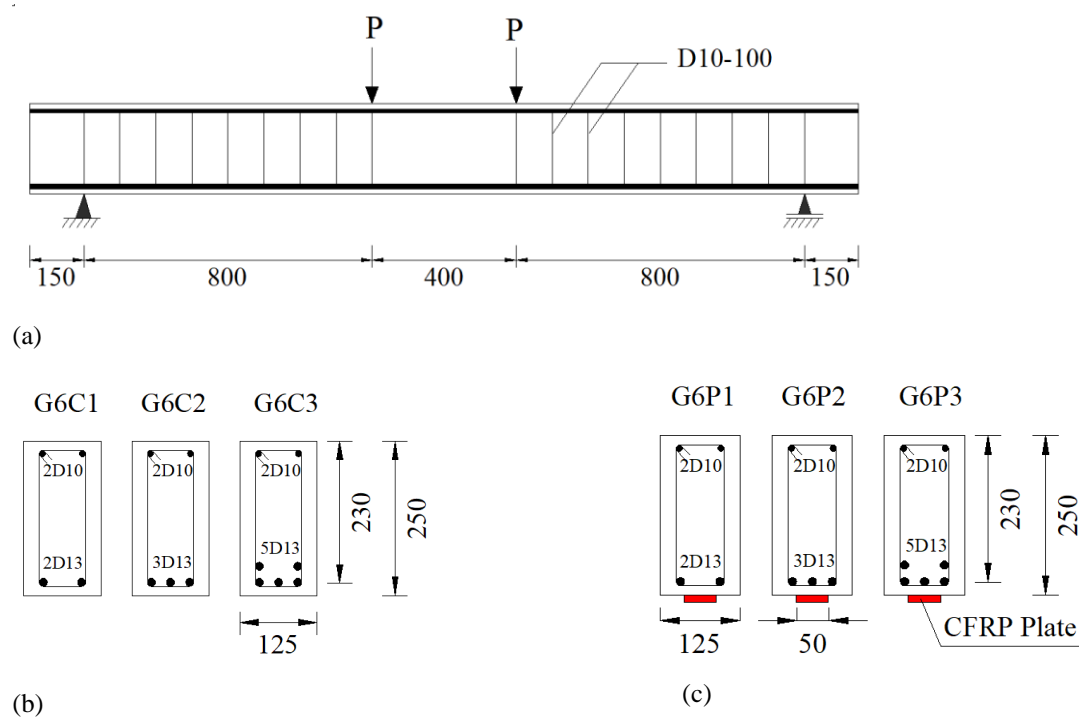 P P
D10-100
150 800 400 800 150
(a)
G6C1 G6C2 G6C3
2D10 2D10 2D10
2D13 3D13 5D13
230
250
125
(b)
G6P1 G6P2 G6P3
2D10 2D10 2D10
2D13 3D13 5D13
230
250
125 50
CFRP Plate
(c)